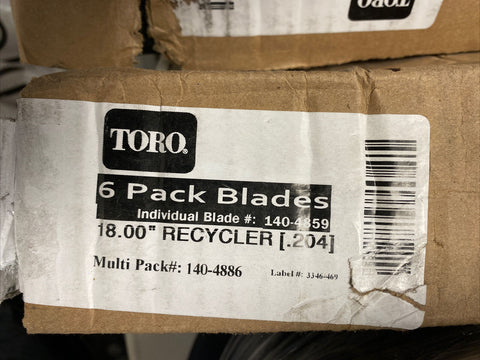 TORO
TORO.
6 Pack Blades
Individual Blade #: 140-4859
18.00" RECYCLER [.204]
Multi Pack#: 140-4886
Label #: 3346-469